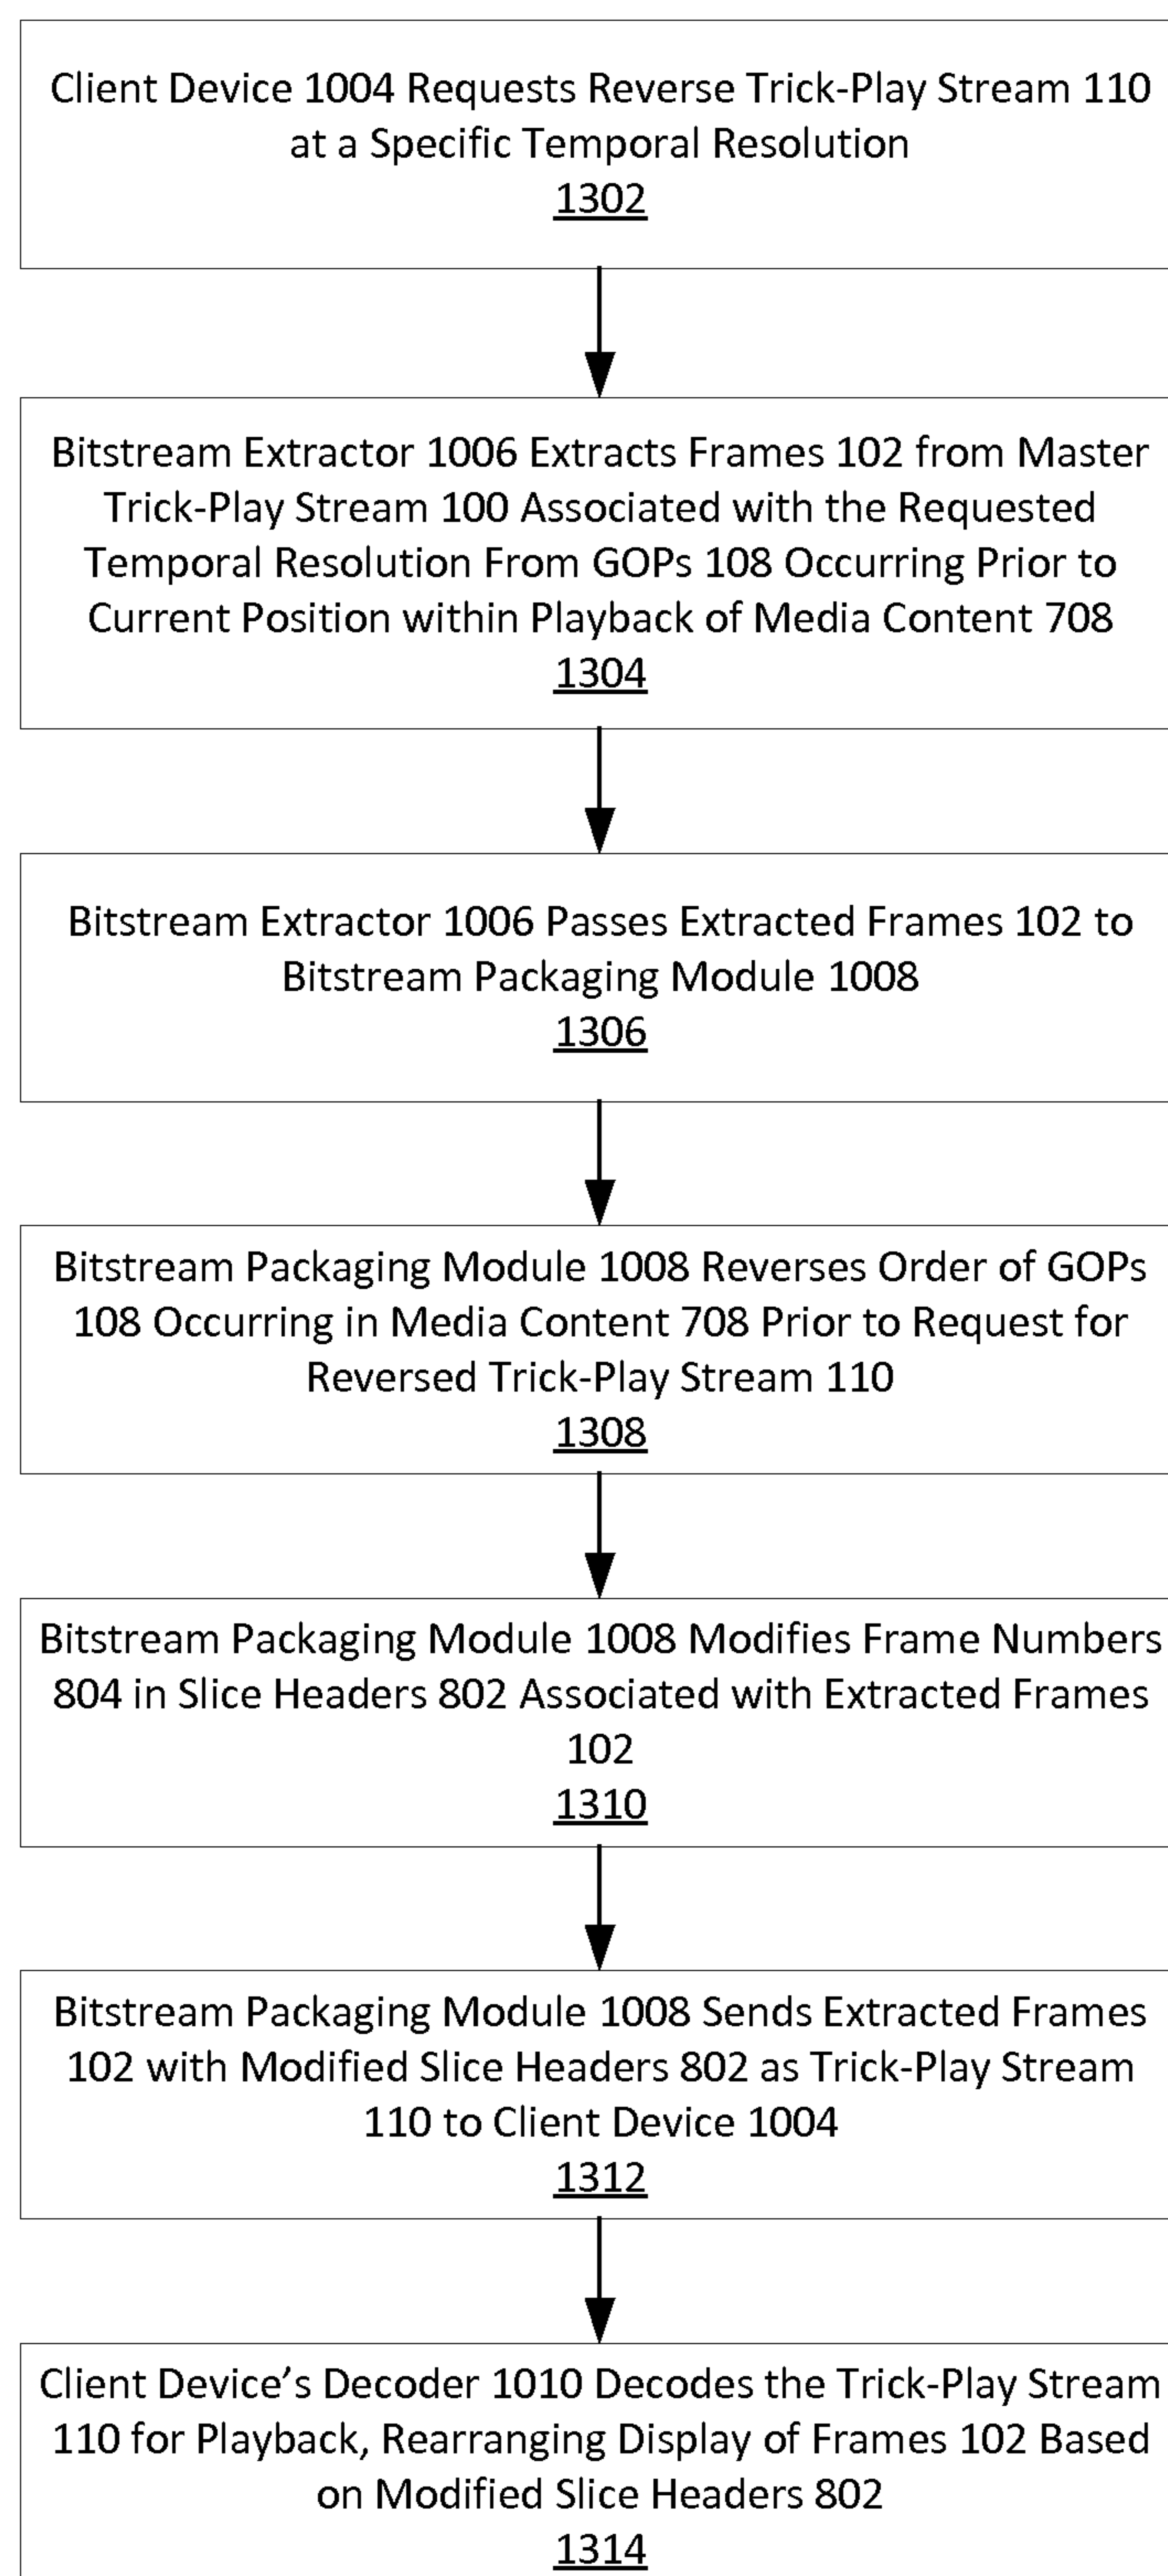 Client Device 1004 Requests Reverse Trick-Play Stream 110
at a Specific Temporal Resolution
1302
Bitstream Extractor 1006 Extracts Frames 102 from Master
Trick-Play Stream 100 Associated with the Requested
Temporal Resolution From GOPs 108 Occurring Prior to
Current Position within Playback of Media Content 708
1304
Bitstream Extractor 1006 Passes Extracted Frames 102 to
Bitstream Packaging Module 1008
1306
Bitstream Packaging Module 1008 Reverses Order of GOPs
108 Occurring in Media Content 708 Prior to Request for
Reversed Trick-Play Stream 110
1308
Bitstream Packaging Module 1008 Modifies Frame Numbers
804 in Slice Headers 802 Associated with Extracted Frames
102
1310
Bitstream Packaging Module 1008 Sends Extracted Frames
102 with Modified Slice Headers 802 as Trick-Play Stream
110 to Client Device 1004
1312
Client Device’s Decoder 1010 Decodes the Trick-Play Stream
110 for Playback, Rearranging Display of Frames 102 Based
on Modified Slice Headers 802
1314